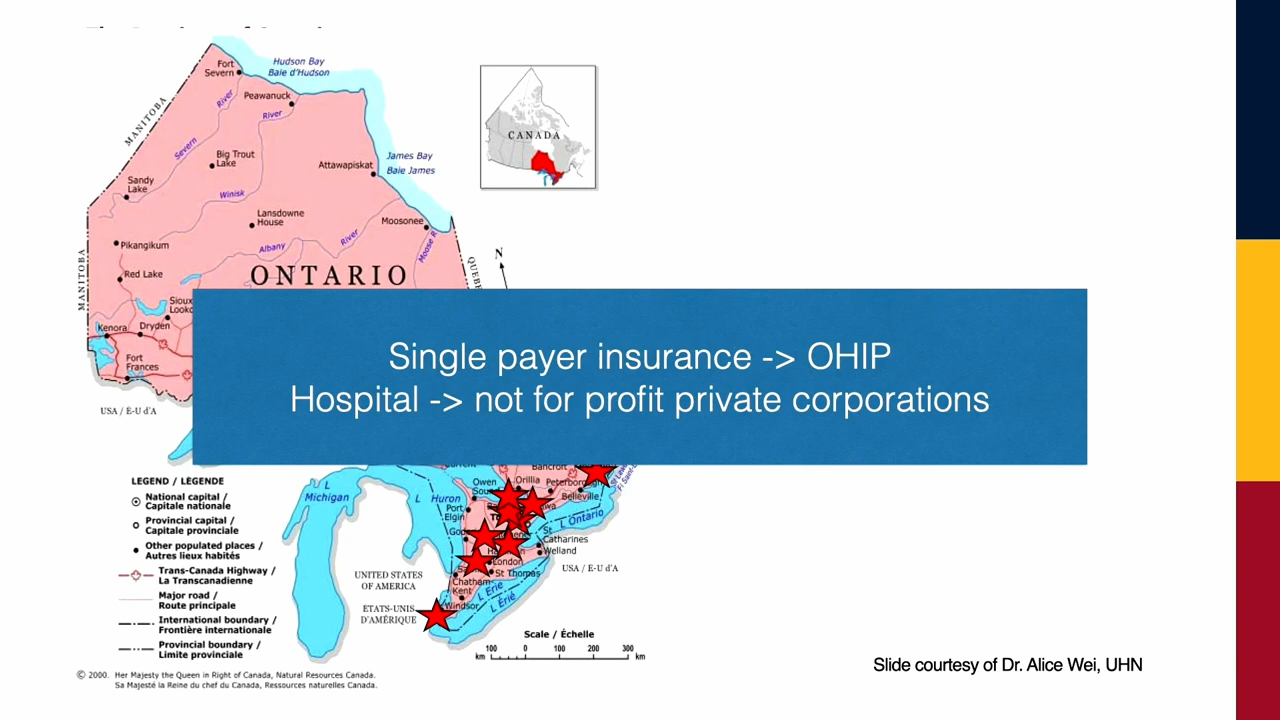 Hudson Bay
Baie d'Hudson
Fort
Severn
Peawanuck
MANITOBA
River
River
Severn
Big Trout
Lake
Attawapiskat
James Bay
Baie James
CANADA
Sandy
Lake
Winisk
Lansdowne
House
Moosonee
Pikangikum
Albany
River
Moose R
N
MANITOBA
Red Lake
ONTARIO
Sioux
Kenora
Dryden
Fort
Frances
USA / É-U d'A
Single payer insurance -> OHIP
Hospital -> not for profit private corporations
LEGEND / LÉGENDE
National capital /
Capitale nationale
Provincial capital /
Capitale provinciale
Other populated places /
Autres lieux habités
Trans-Canada Highway /
La Transcanadienne
Major road /
Route principale
International boundary /
Frontière internationale
Provincial boundary /
Limite provinciale
L
Michigan
L Huron
Owen
Orillia
Bancroft
Belleville
Port
Elgin
L Ontario
St
Catharines
Welland
London
St Thomas
Chatham
Kent
Windsor
L Erie
L Érié
USA / E-U d'A
UNITED STATES
OF AMERICA
ÉTATS-UNIS
D'AMÉRIQUE
Scale / Échelle
100 0 100 200 300
km km
© 2000. Her Majesty the Queen in Right of Canada, Natural Resources Canada.
Sa Majesté la Reine du chef du Canada, Ressources naturelles Canada.
Slide courtesy of Dr. Alice Wei, UHN